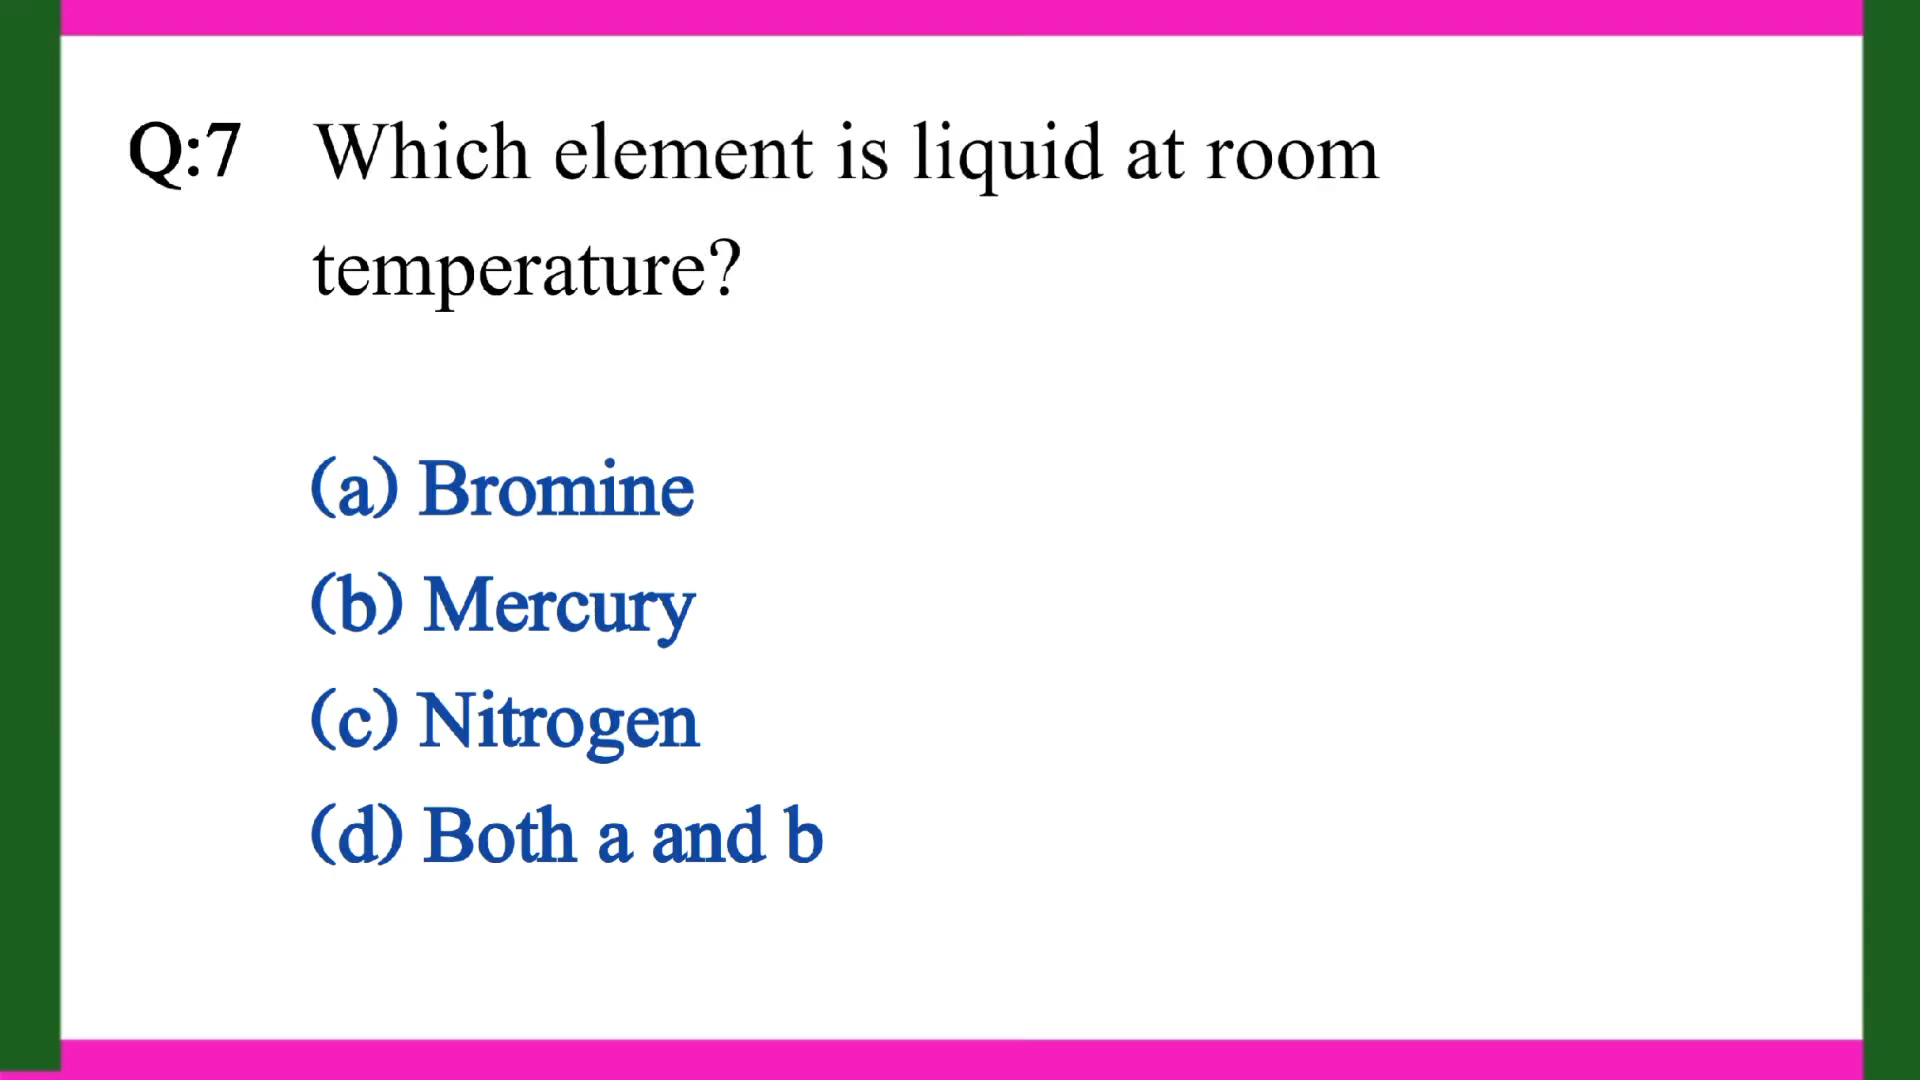 Q:7 Which element is liquid at room
temperature?
(a) Bromine
(b) Mercury
(c) Nitrogen
(d) Both a and b